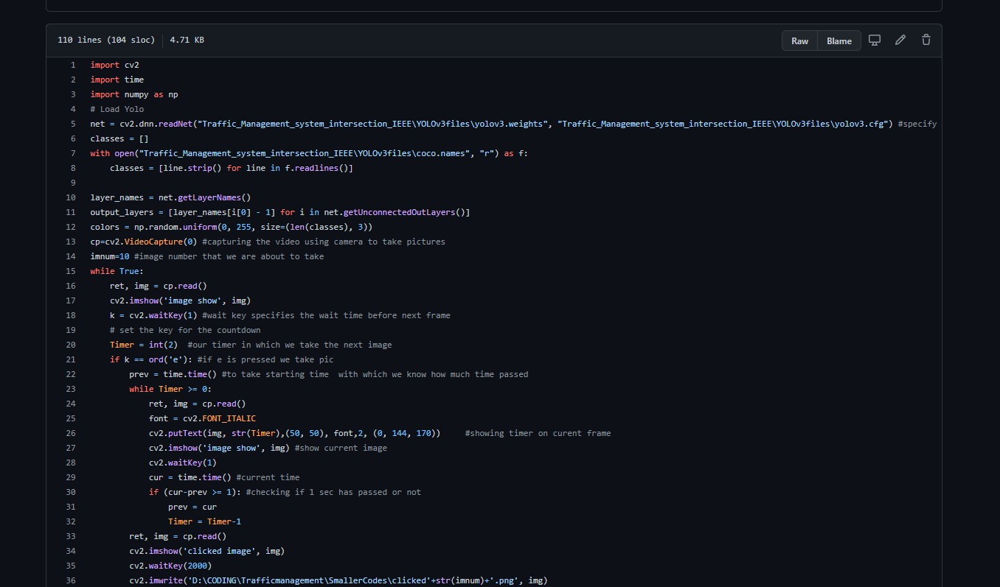 110 lines (104 sloc) 4.71 KB Raw Blame
1 import cv2
2 import time
3 import numpy as np
4 # Load Yolo
5 net = cv2.dnn.readNet("Traffic_Management_system_intersection_IEEE\YOLOv3files\yolov3.weights", "Traffic_Management_system_intersection_IEEE\YOLOv3files\yolov3.cfg") #specify
6 classes = []
7 with open("Traffic_Management_system_intersection_IEEE\YOLOv3files\coco.names", "r") as f:
8     classes = [line.strip() for line in f.readlines()]
9
10 layer_names = net.getLayerNames()
11 output_layers = [layer_names[i[0] - 1] for i in net.getUnconnectedOutLayers()]
12 colors = np.random.uniform(0, 255, size=(len(classes), 3))
13 cp=cv2.VideoCapture(0) #capturing the video using camera to take pictures
14 imnum=10 #image number that we are about to take
15 while True:
16     ret, img = cp.read()
17     cv2.imshow('image show', img)
18     k = cv2.waitKey(1) #wait key specifies the wait time before next frame
19     # set the key for the countdown
20     Timer = int(2)  #our timer in which we take the next image
21     if k == ord('e'): #if e is pressed we take pic
22         prev = time.time() #to take starting time  with which we know how much time passed
23         while Timer >= 0:
24             ret, img = cp.read()
25             font = cv2.FONT_ITALIC
26             cv2.putText(img, str(Timer),(50, 50), font,2, (0, 144, 170))     #showing timer on curent frame
27             cv2.imshow('image show', img) #show current image
28             cv2.waitKey(1)
29             cur = time.time() #current time
30             if (cur-prev >= 1): #checking if 1 sec has passed or not
31                 prev = cur
32                 Timer = Timer-1
33         ret, img = cp.read()
34         cv2.imshow('clicked image', img)
35         cv2.waitKey(2000)
36         cv2.imwrite('D:\CODING\Trafficmanagement\SmallerCodes\clicked'+str(imnum)+'.png', img)